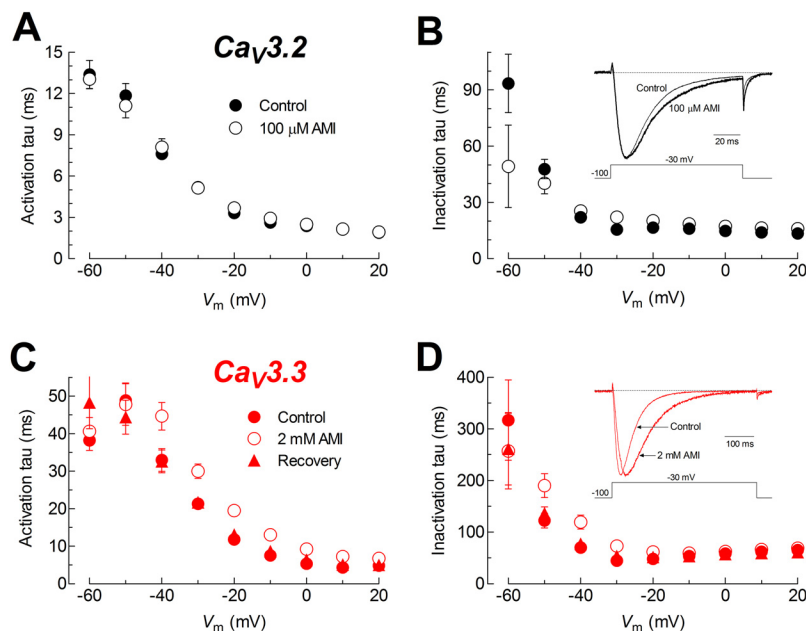 A
CaV3.2
Activation tau (ms)
15
12
9
6
3
0
Control
100 μM AMI
-60
-40
-20
0
20
Vm (mV)
B
Inactivation tau (ms)
90
60
30
0
Control
100 μM AMI
20 ms
-100
-30 mV
-60
-40
-20
0
20
Vm (mV)
C
CaV3.3
Activation tau (ms)
50
40
30
20
10
0
Control
2 mM AMI
Recovery
-60
-40
-20
0
20
Vm (mV)
D
Inactivation tau (ms)
400
300
200
100
0
Control
100 ms
2 mM AMI
-100
-30 mV
-60
-40
-20
0
20
Vm (mV)